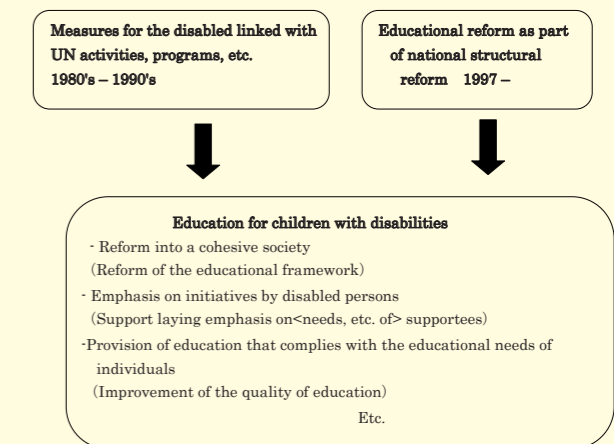 Measures for the disabled linked with
UN activities, programs, etc.
1980's – 1990's
Educational reform as part
of national structural
reform 1997 –
Education for children with disabilities
- Reform into a cohesive society
(Reform of the educational framework)
- Emphasis on initiatives by disabled persons
(Support laying emphasis on<needs, etc. of> supportees)
-Provision of education that complies with the educational needs of
individuals
(Improvement of the quality of education)
Etc.